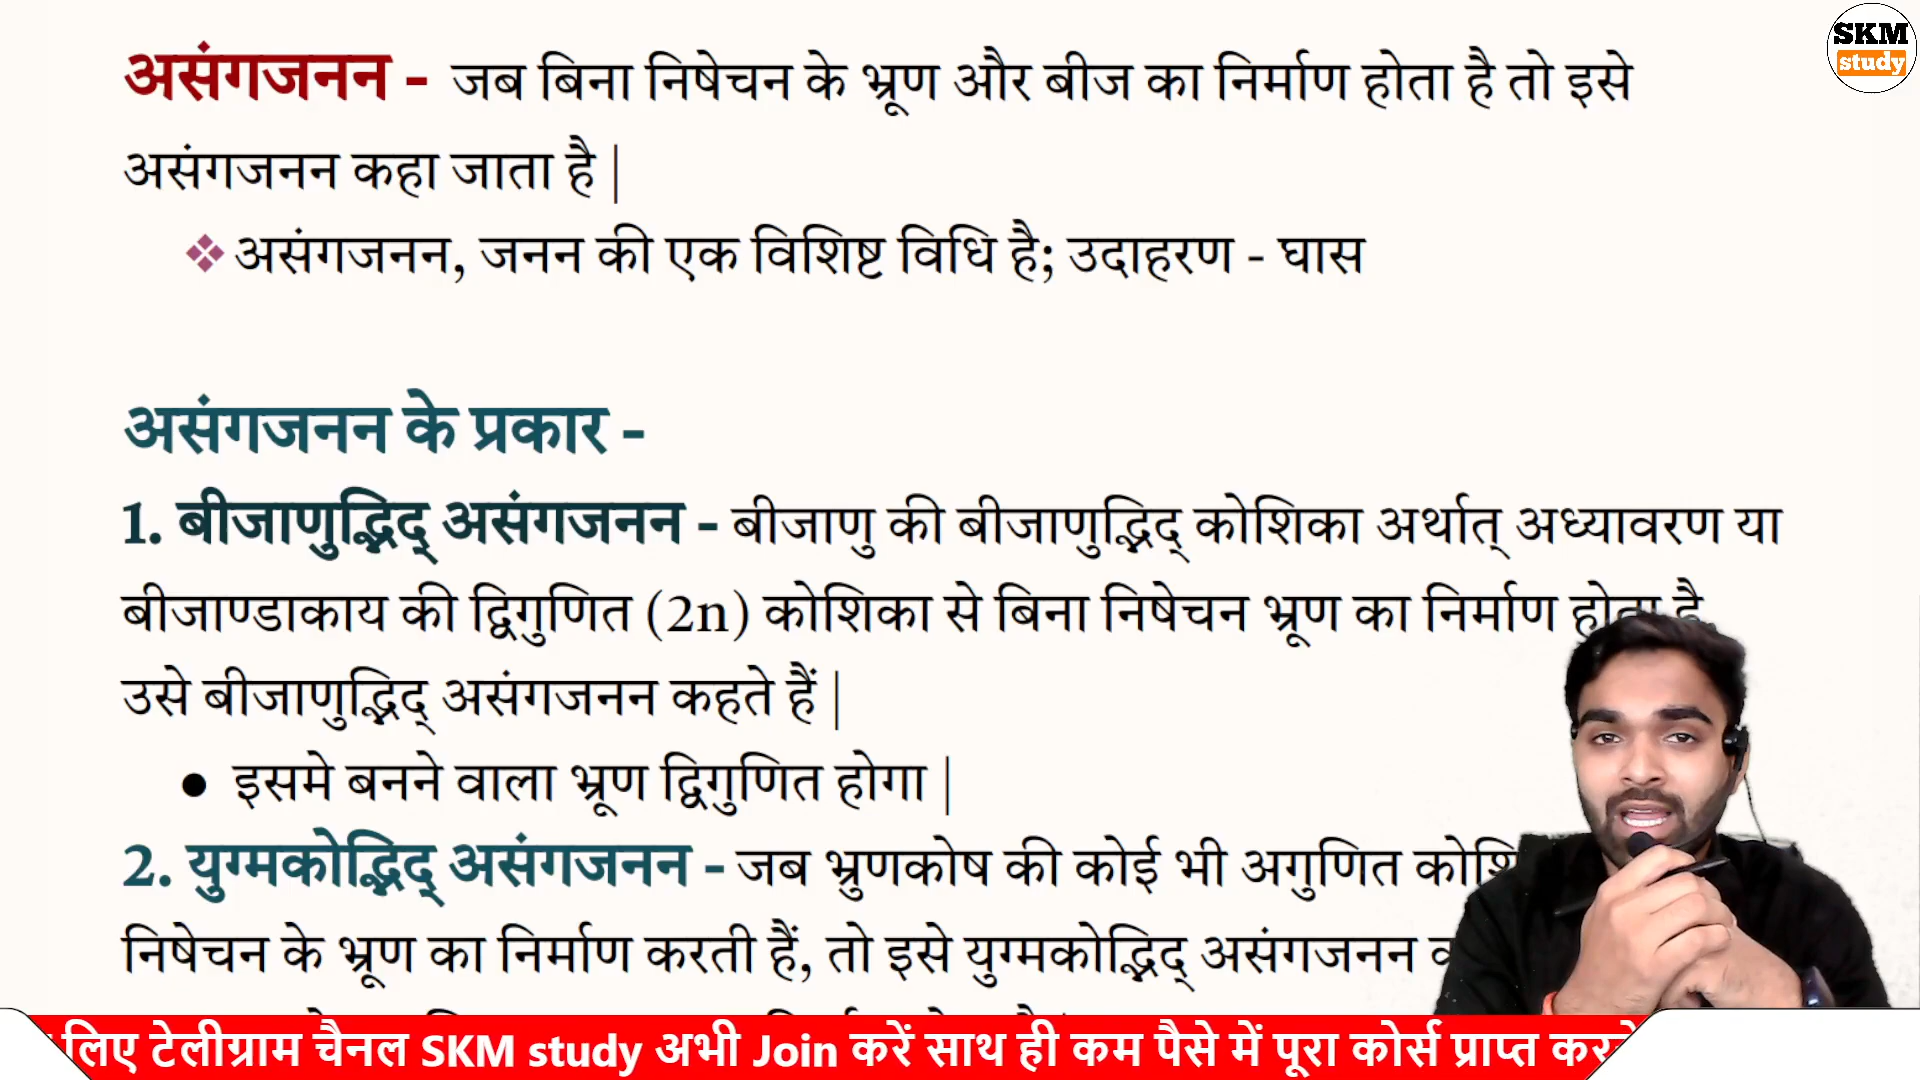 असंगजनन - जब बिना निषेचन के भ्रूण और बीज का निर्माण होता है तो इसे
असंगजनन कहा जाता है |
❖ असंगजनन, जनन की एक विशिष्ट विधि है; उदाहरण - घास
असंगजनन के प्रकार -
1. बीजाणुद्भिद् असंगजनन - बीजाणु की बीजाणुद्भिद् कोशिका अर्थात् अध्यावरण या
बीजाण्डाकाय की द्विगुणित (2n) कोशिका से बिना निषेचन भ्रूण का निर्माण होता है
उसे बीजाणुद्भिद् असंगजनन कहते हैं |
● इसमे बनने वाला भ्रूण द्विगुणित होगा |
2. युग्मकोद्भिद् असंगजनन - जब भ्रुणकोष की कोई भी अगुणित
निषेचन के भ्रूण का निर्माण करती हैं, तो इसे युग्मकोद्भिद् असंगजनन
लिए टेलीग्राम चैनल SKM study अभी Join करें साथ ही कम पैसे में पूरा कोर्स प्राप्त
SKM
study